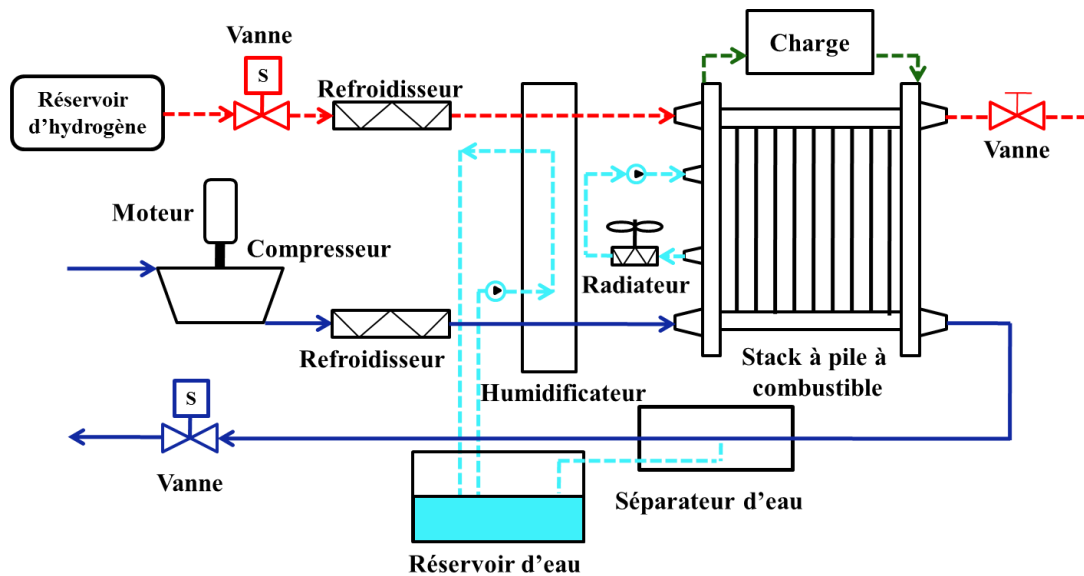 Vanne
S
Réservoir
d'hydrogène
Refroidisseur
Charge
Vanne
Moteur
Compresseur
Radiateur
Refroidisseur
Humidificateur
Stack à pile à
combustible
S
Vanne
Séparateur d'eau
Réservoir d'eau